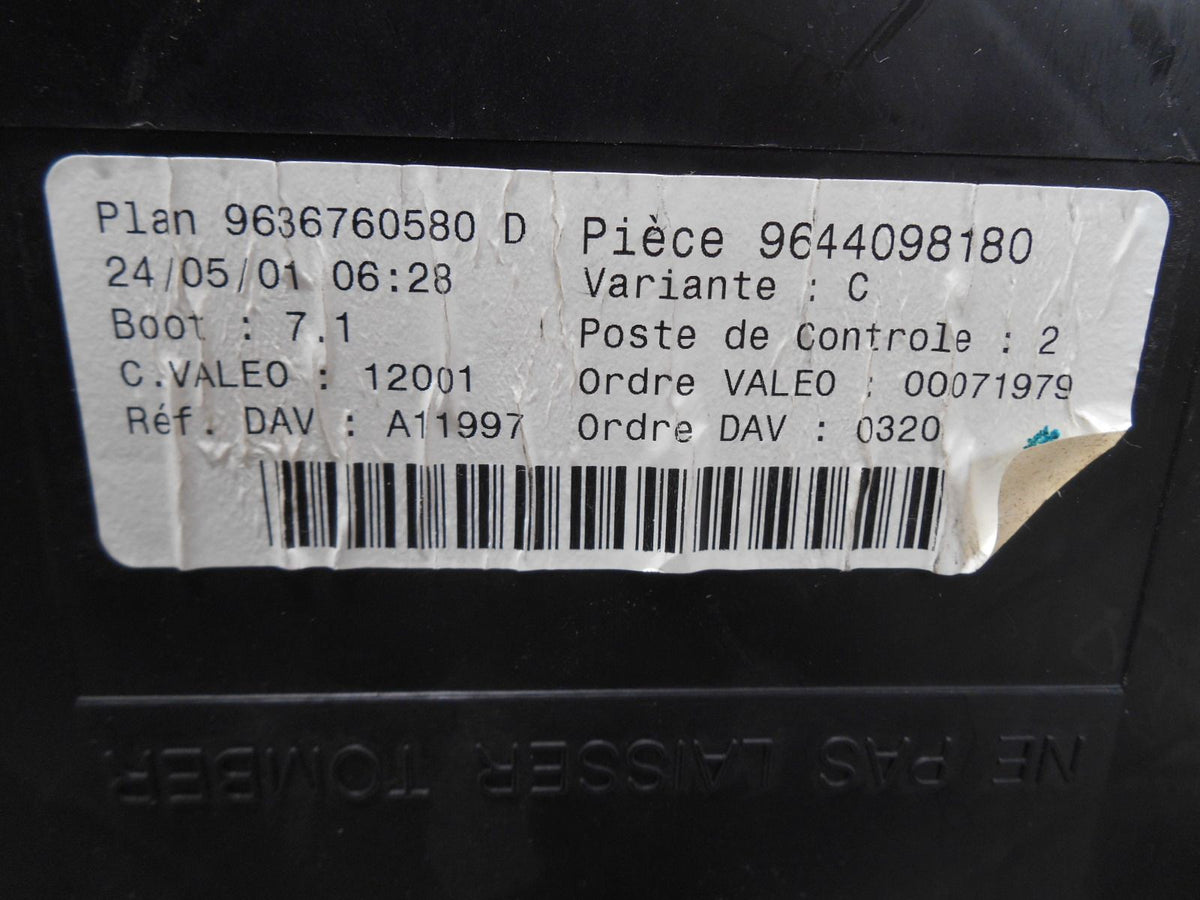 Plan 9636760580 D
24/05/01 06:28
Boot : 7.1
C.VALEO : 12001
Réf. DAV : A11997
Pièce 9644098180
Variante : C
Poste de Controle : 2
Ordre VALEO : 00071979
Ordre DAV : 0320
NE PAS LAISSER TOMBER